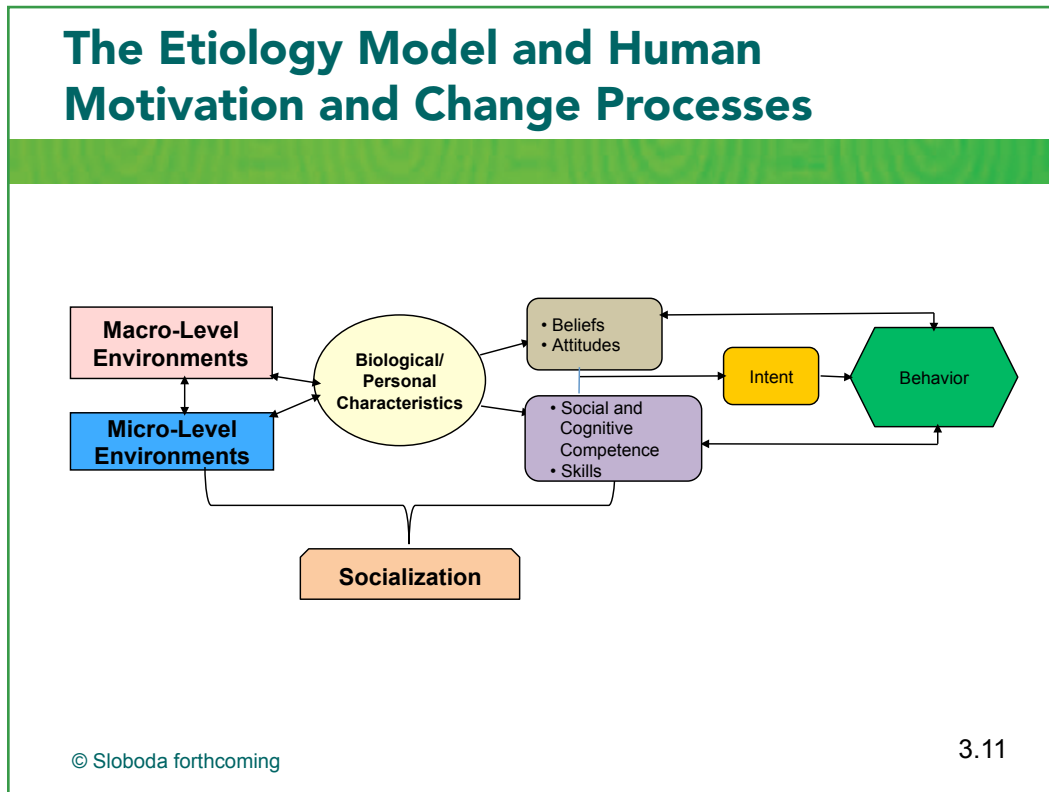 The Etiology Model and Human
Motivation and Change Processes
Macro-Level
Environments
Micro-Level
Environments
Biological/
Personal
Characteristics
• Beliefs
• Attitudes
• Social and
Cognitive
Competence
• Skills
Intent
Behavior
Socialization
© Sloboda forthcoming
3.11